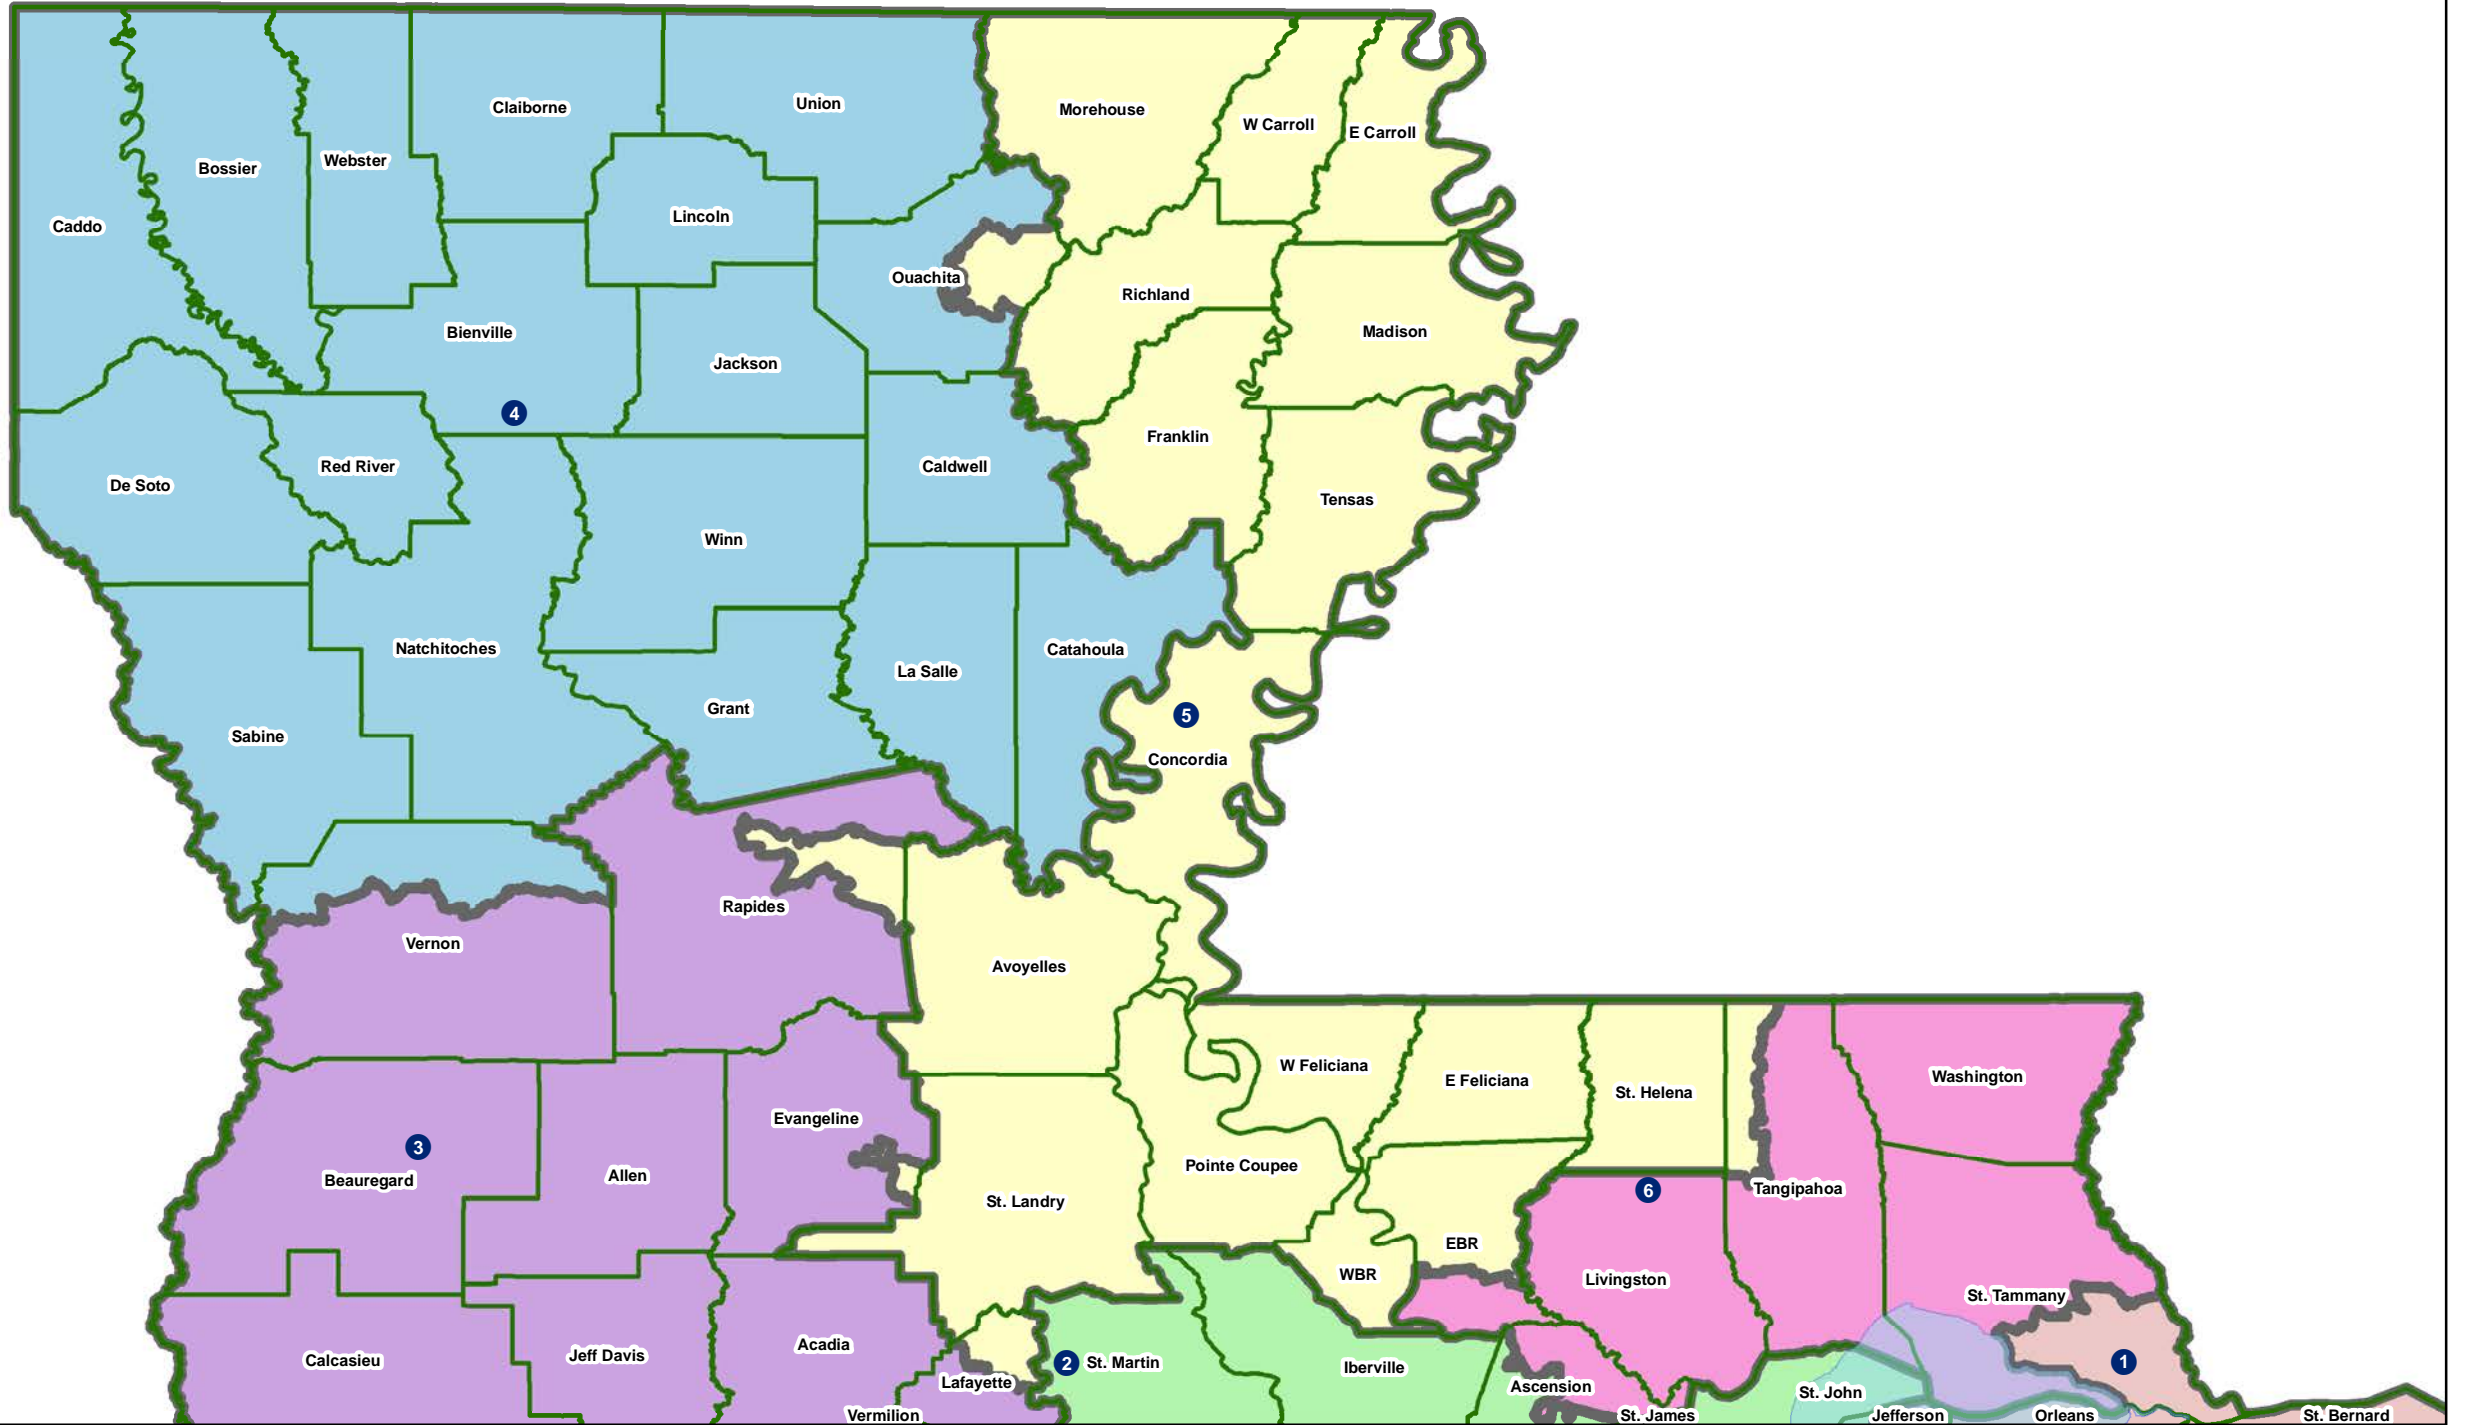 Union
Claiborne
Morehouse
W Carroll
E Carroll
Webster
Bossier
Lincoln
Caddo
Ouachita
Richland
Madison
Bienville
Jackson
4
Franklin
Red River
Caldwell
De Soto
Tensas
Winn
Natchitoches
Catahoula
La Salle
Grant
5
Sabine
Concordia
Rapides
Vernon
Avoyelles
W Feliciana
E Feliciana
Washington
St. Helena
Evangeline
3
Pointe Coupee
Allen
Beauregard
6
Tangipahoa
St. Landry
EBR
WBR
Livingston
St. Tammany
Acadia
Jeff Davis
Calcasieu
2
St. Martin
1
Iberville
Lafayette
Ascension
St. John
Vermilion
St. James
Jefferson
Orleans
St. Bernard